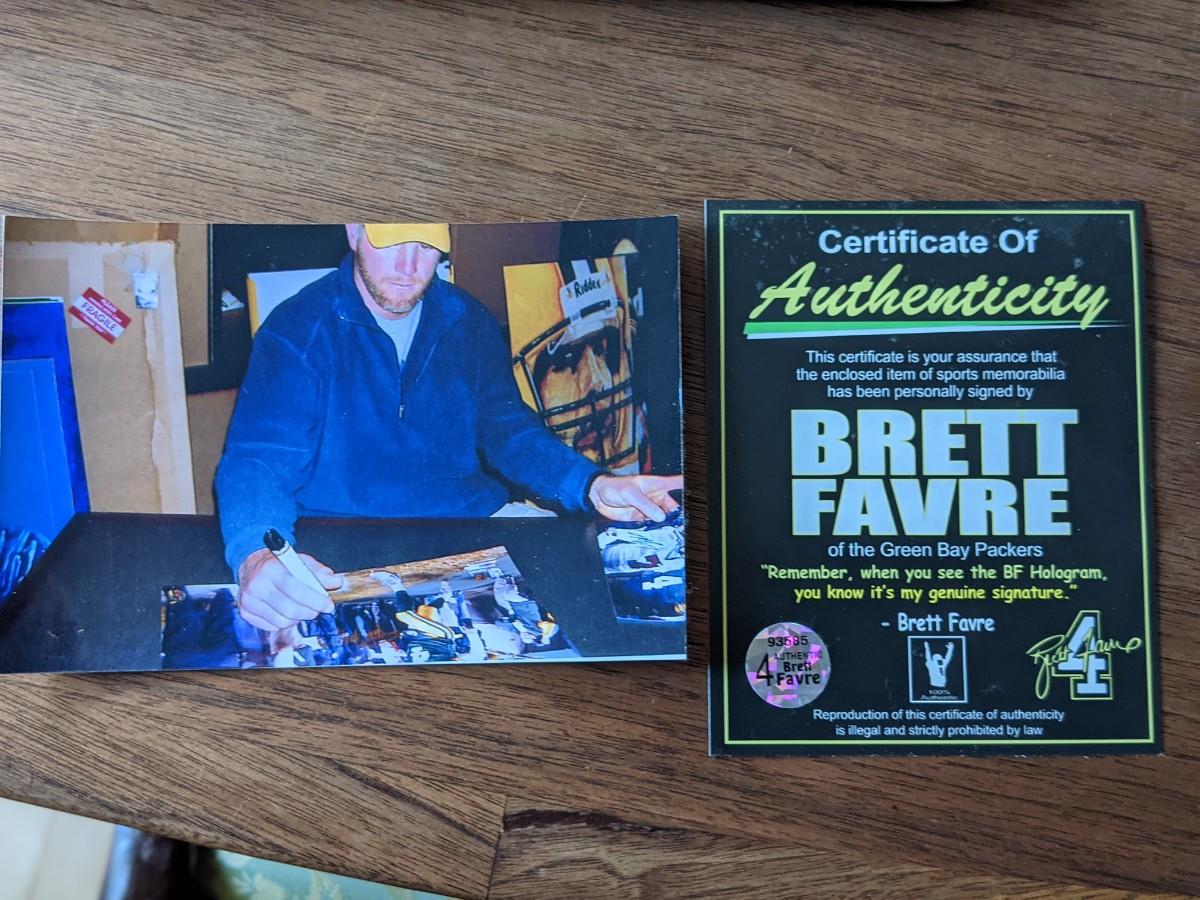 FRAGILE
Riddell
Certificate Of
Authenticity
This certificate is your assurance that
the enclosed item of sports memorabilia
has been personally signed by
BRETT
FAVRE
of the Green Bay Packers
"Remember, when you see the BF Hologram,
you know it's my genuine signature."
- Brett Favre
93585
AUTHENTIC
4 Brett
Favre
100%
Authentic
Brett Favre
4
Reproduction of this certificate of authenticity
is illegal and strictly prohibited by law